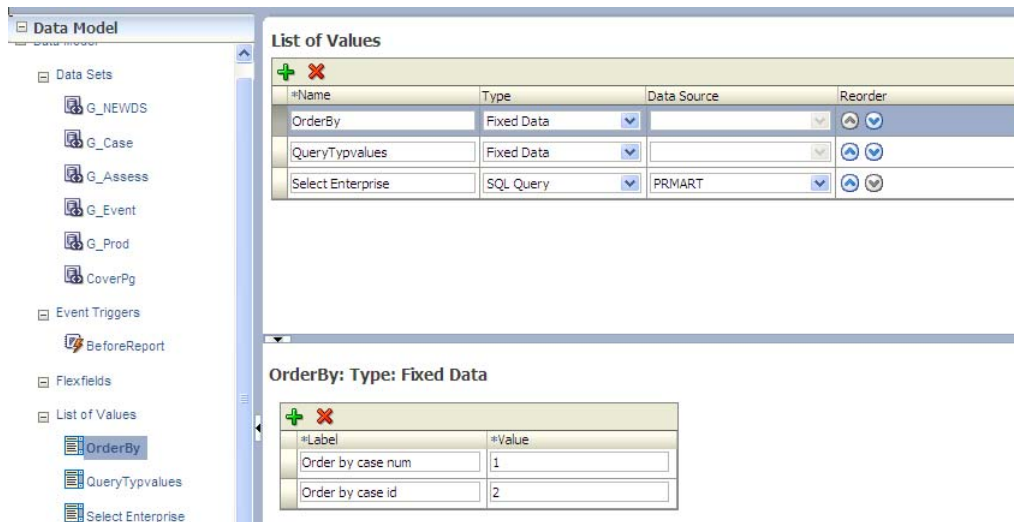 Data Model
Data Sets
G_NEWDS
G_Case
G_Assess
G_Event
G_Prod
CoverPg
Event Triggers
BeforeReport
Flexfields
List of Values
OrderBy
QueryTypvalues
Select Enterprise
List of Values
*Name Type Data Source Reorder
OrderBy Fixed Data
QueryTypvalues Fixed Data
Select Enterprise SQL Query PRMART
OrderBy: Type: Fixed Data
*Label *Value
Order by case num 1
Order by case id 2